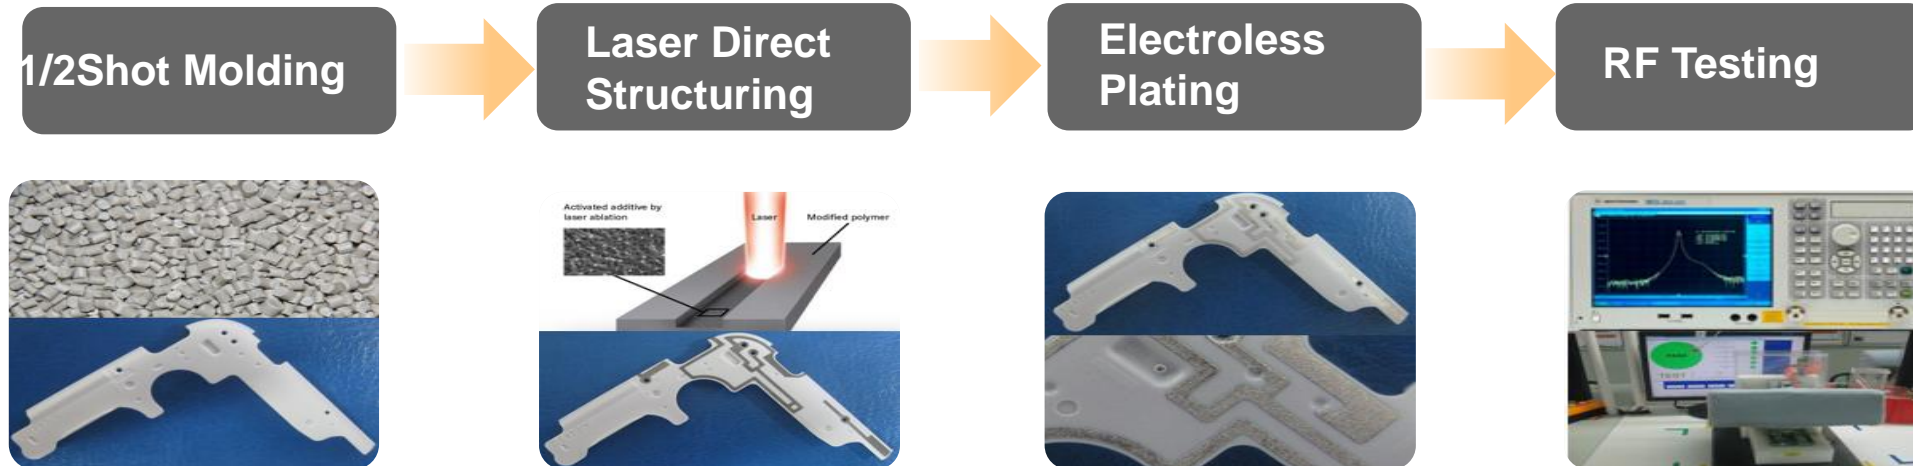 1/2Shot Molding
Laser Direct
Structuring
Electroless
Plating
RF Testing
Activated additive by
laser ablation
Laser
Modified polymer